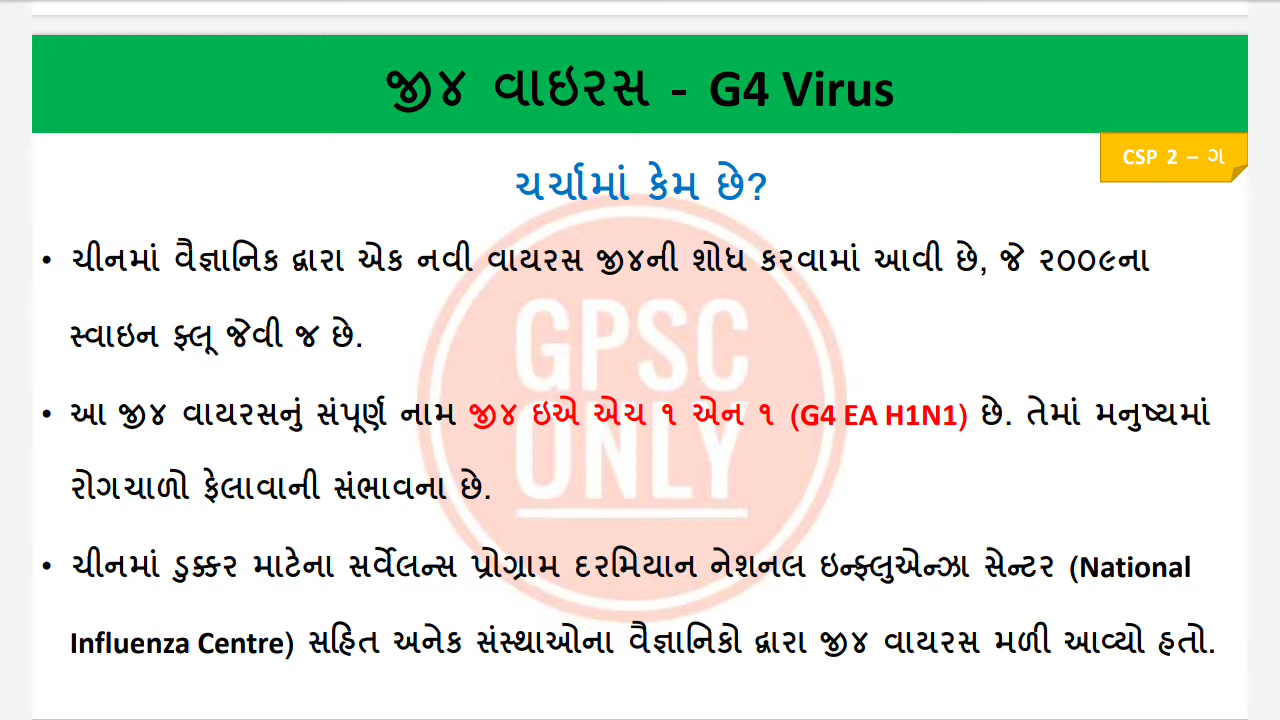 જી૪ વાઇરસ - G4 Virus
CSP 2 – ગ
ચર્ચામાં કેમ છે?
• ચીનમાં વૈજ્ઞાનિક દ્વારા એક નવી વાયરસ જી૪ની શોધ કરવામાં આવી છે, જે ૨૦૦૯ના
સ્વાઇન ફ્લૂ જેવી જ છે.
• આ જી૪ વાયરસનું સંપૂર્ણ નામ જી૪ ઇએ એચ ૧ એન ૧ (G4 EA H1N1) છે. તેમાં મનુષ્યમાં
રોગચાળો ફેલાવાની સંભાવના છે.
• ચીનમાં ડુક્કર માટેના સર્વેલન્સ પ્રોગ્રામ દરમિયાન નેશનલ ઇન્ફ્લુએન્ઝા સેન્ટર (National
Influenza Centre) સહિત અનેક સંસ્થાઓના વૈજ્ઞાનિકો દ્વારા જી૪ વાયરસ મળી આવ્યો હતો.
GPSC
ONLY